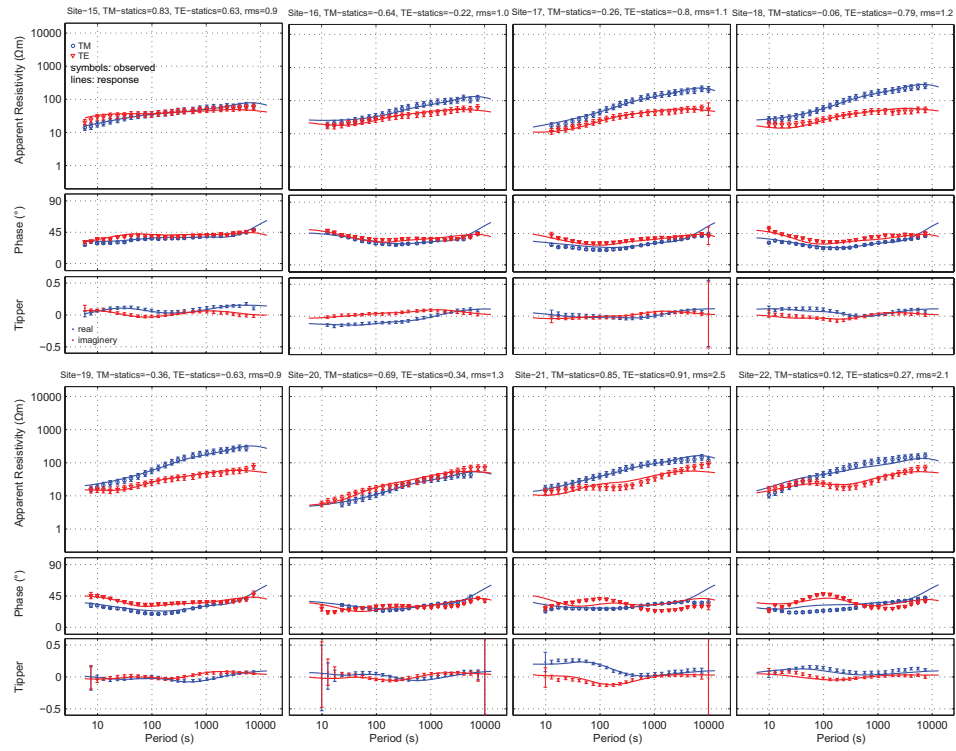 Site-15, TM-statics=0.83, TE-statics=0.63, rms=0.9
Site-16, TM-statics=-0.64, TE-statics=-0.22, rms=1.0
Site-17, TM-statics=-0.26, TE-statics=-0.8, rms=1.1
Site-18, TM-statics=-0.06, TE-statics=-0.79, rms=1.2
Apparent Resistivity (Ωm)
10000
1000
100
10
1
TM
TE
symbols: observed
lines: response
Phase (°)
90
45
0
Tipper
0.5
0
−0.5
real
imaginery
Site-19, TM-statics=-0.36, TE-statics=-0.63, rms=0.9
Site-20, TM-statics=-0.69, TE-statics=0.34, rms=1.3
Site-21, TM-statics=0.85, TE-statics=0.91, rms=2.5
Site-22, TM-statics=0.12, TE-statics=0.27, rms=2.1
Apparent Resistivity (Ωm)
10000
1000
100
10
1
Phase (°)
90
45
0
Tipper
0.5
0
−0.5
10 100 1000 10000
10 100 1000 10000
10 100 1000 10000
10 100 1000 10000
Period (s)
Period (s)
Period (s)
Period (s)